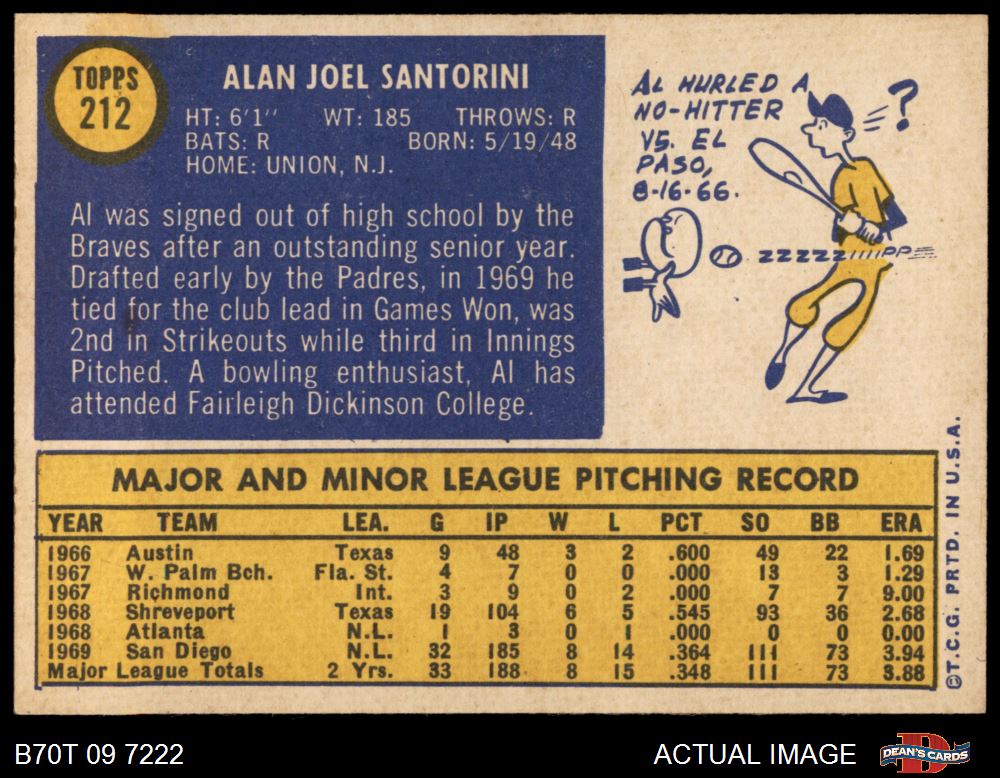 TOPPS
212
ALAN JOEL SANTORINI
HT: 6'1" WT: 185 THROWS: R
BATS: R BORN: 5/19/48
HOME: UNION, N.J.
Al was signed out of high school by the
Braves after an outstanding senior year.
Drafted early by the Padres, in 1969 he
tied for the club lead in Games Won, was
2nd in Strikeouts while third in Innings
Pitched. A bowling enthusiast, Al has
attended Fairleigh Dickinson College.
AL HURLED A
NO-HITTER
VS. EL
PASO,
8-16-66.
?
ZZZZZ PP
MAJOR AND MINOR LEAGUE PITCHING RECORD
YEAR TEAM LEA. G IP W L PCT SO BB ERA
1966 Austin Texas 9 48 3 2 .600 49 22 1.69
1967 W. Palm Bch. Fla. St. 4 7 0 0 .000 13 3 1.29
1967 Richmond Int. 3 9 0 2 .000 7 7 9.00
1968 Shreveport Texas 19 104 6 5 .545 93 36 2.68
1968 Atlanta N.L. 1 3 0 1 .000 0 0 0.00
1969 San Diego N.L. 32 185 8 14 .364 111 73 3.94
Major League Totals 2 Yrs. 33 188 8 15 .348 111 73 3.88
©T.C.G. PRTD. IN U.S.A.
B70T 09 7222 ACTUAL IMAGE
D
DEAN'S CARDS